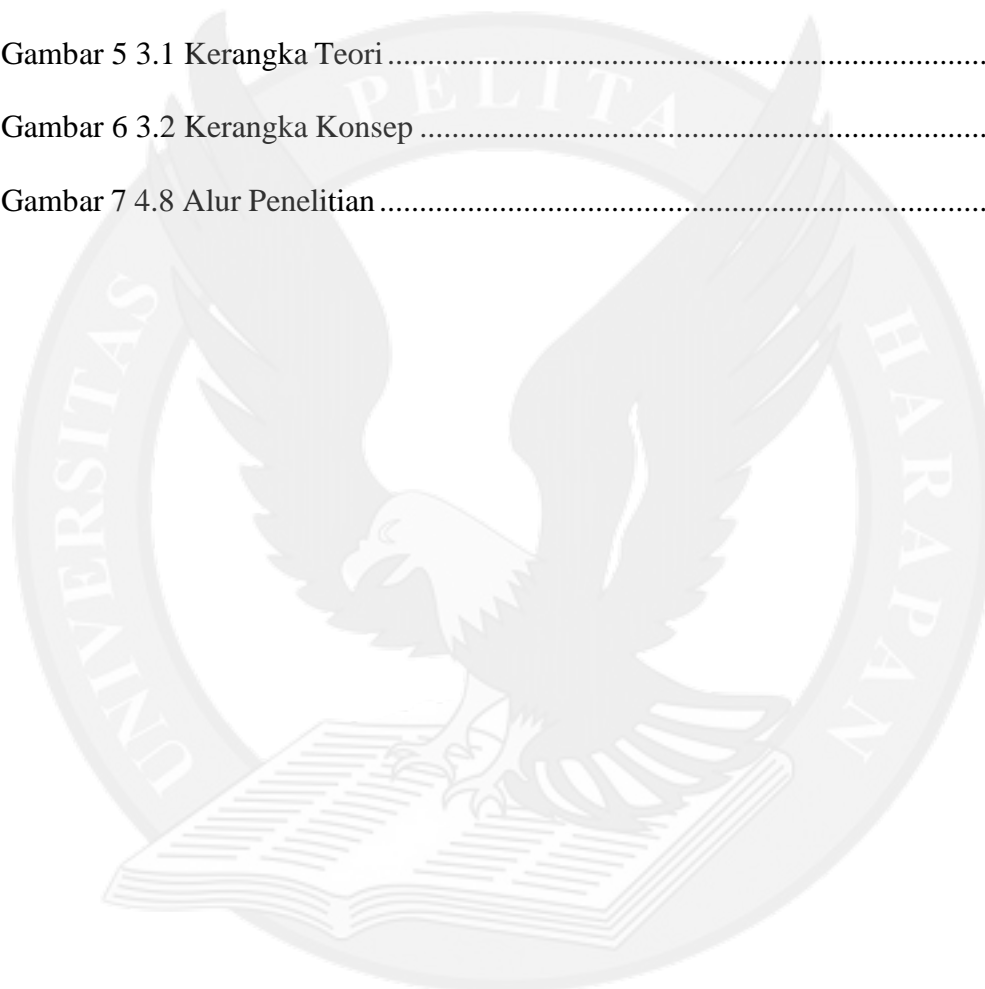 Gambar 5 3.1 Kerangka Teori ................................................................
Gambar 6 3.2 Kerangka Konsep ............................................................
Gambar 7 4.8 Alur Penelitian .................................................................
UNIVERSITAS PELITA HARAPAN